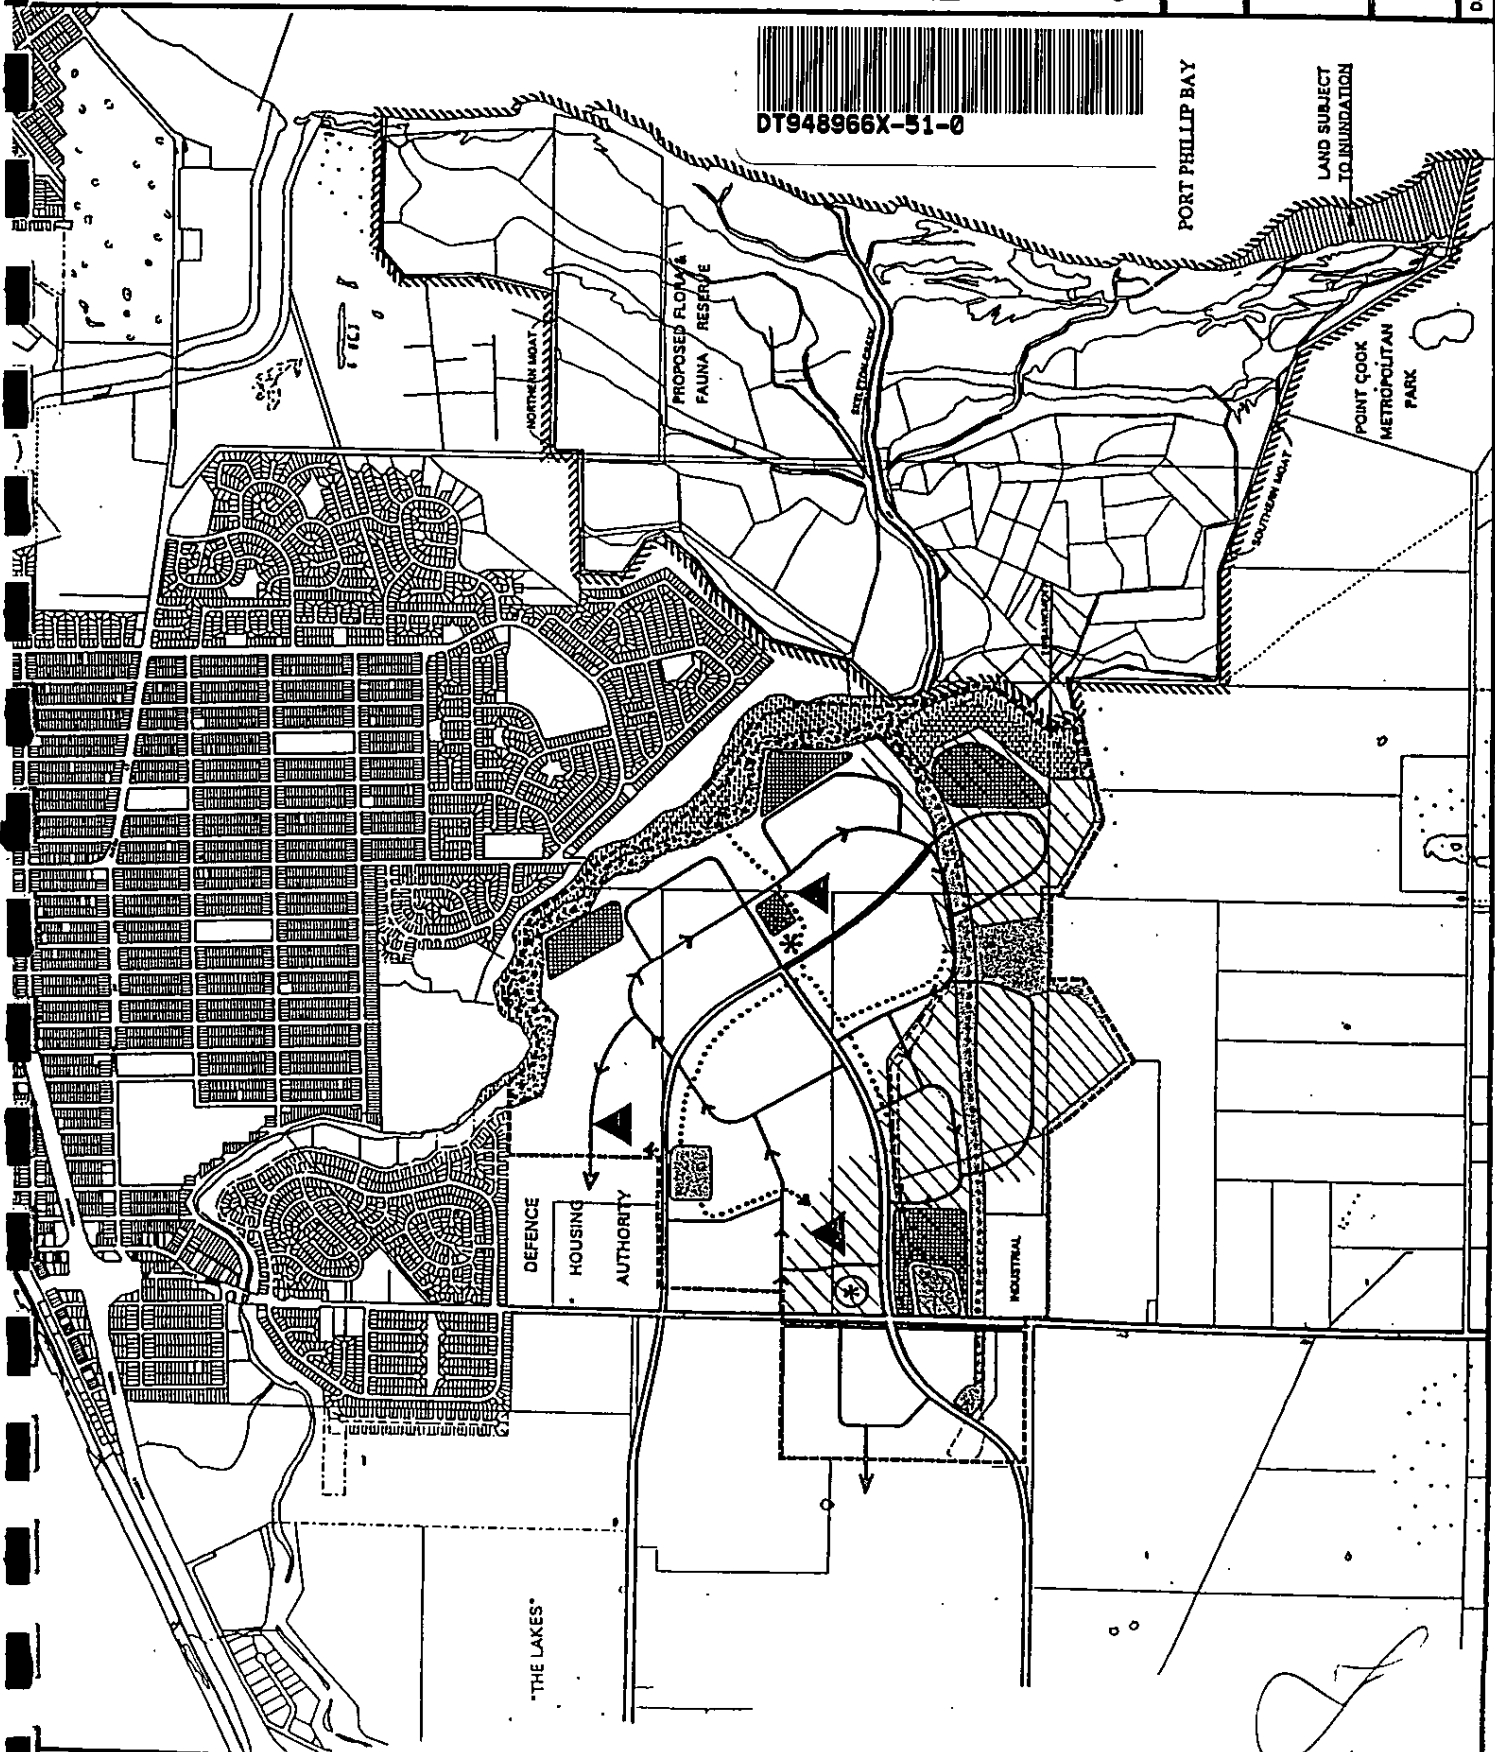 DT948966X-51-0
PORT PHILLIP BAY
LAND SUBJECT
TO INUNDATION
PROPOSED FLORA &
FAUNA RESERVE
NORTHERN MOAT
POINT COOK
METROPOLITAN
PARK
SOUTHERN MOAT
DEFENCE
HOUSING
AUTHORITY
INDUSTRIAL
"THE LAKES"